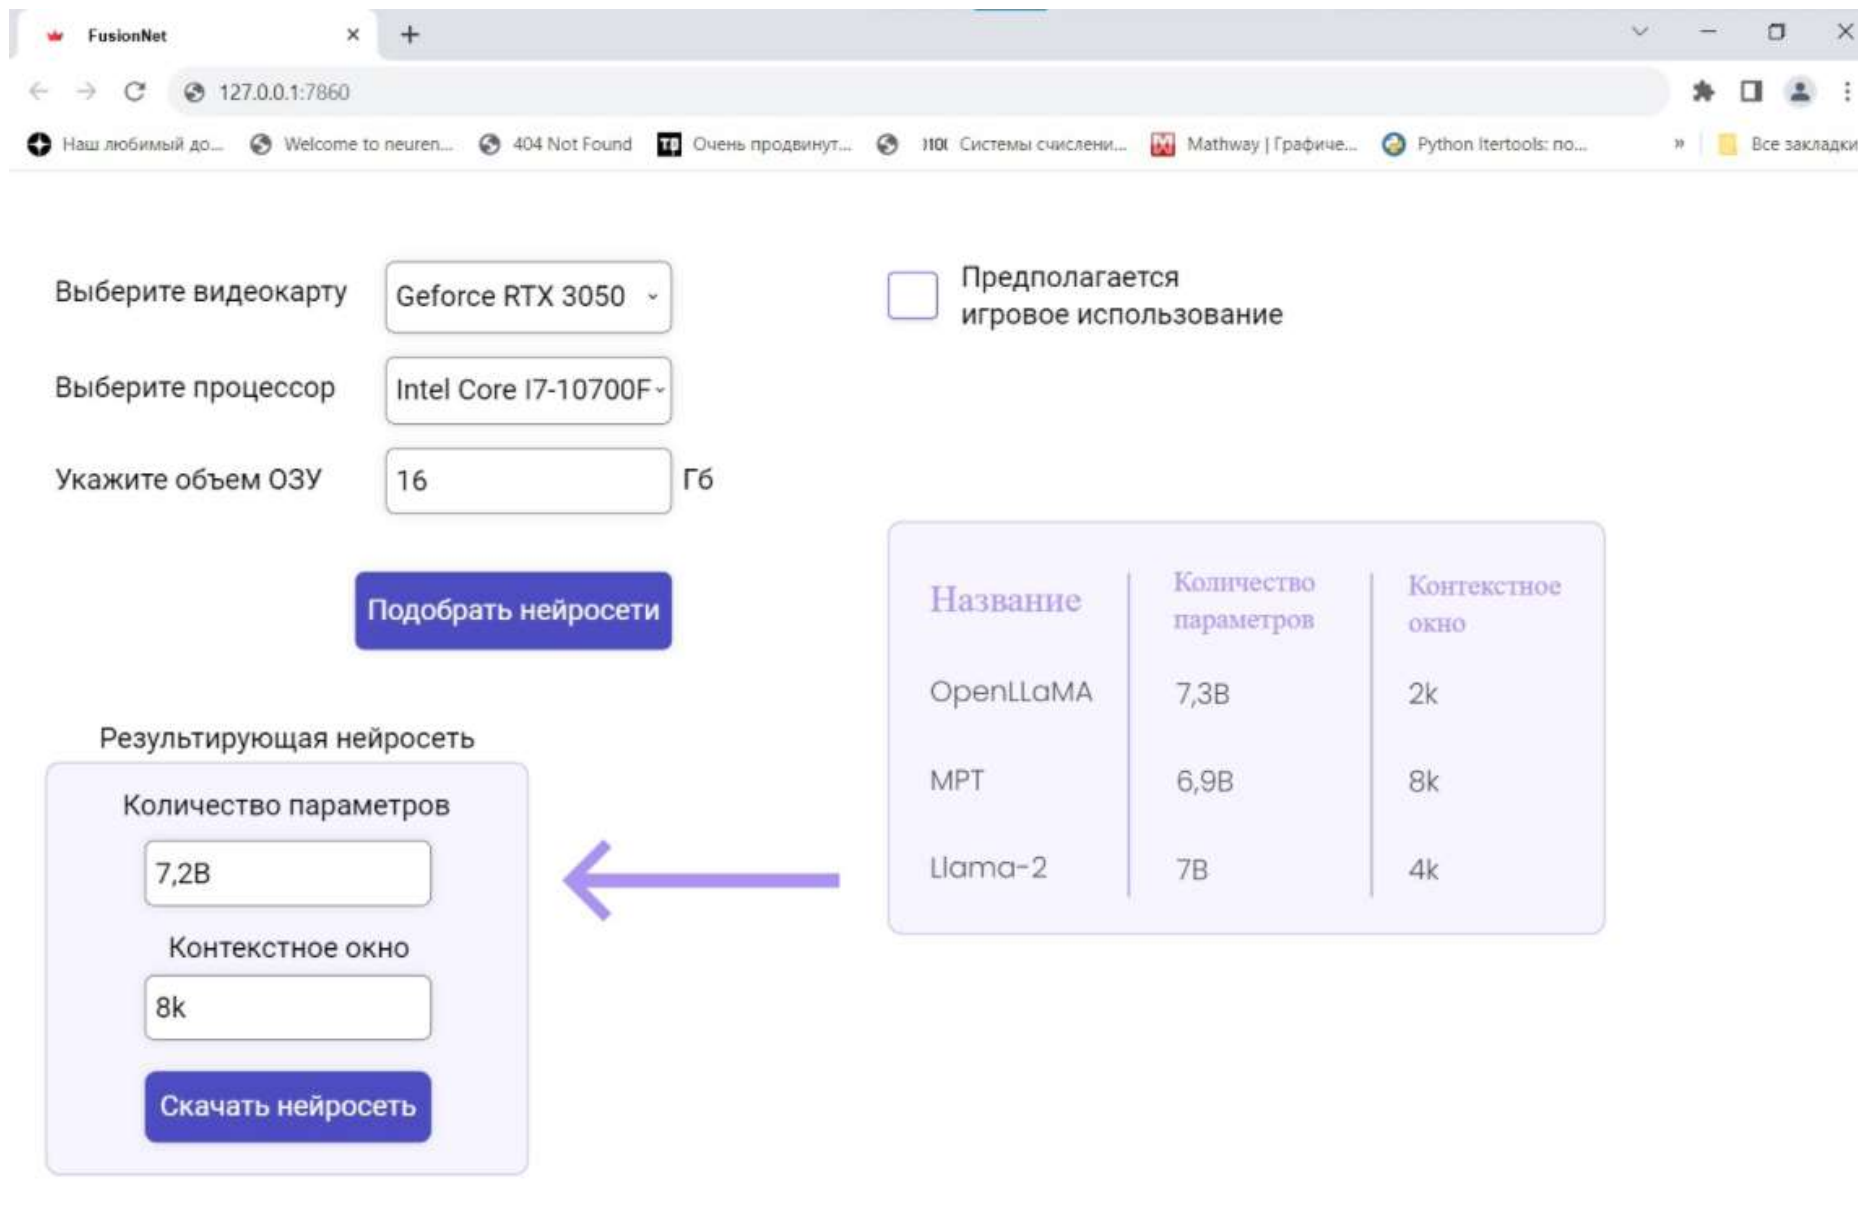 FusionNet
127.0.0.1:7860
Наш любимый до...
Welcome to neuren...
404 Not Found
TP Очень продвинут...
Системы счислени...
Mathway | Графиче...
Python Itertools: по...
»
Все закладки
Выберите видеокарту
Geforce RTX 3050
Предполагается
игровое использование
Выберите процессор
Intel Core I7-10700F
Укажите объем ОЗУ
16
Гб
Подобрать нейросети
Название
Количество
параметров
Контекстное
окно
OpenLLaMA 7,3B 2k
MPT 6,9B 8k
Llama-2 7B 4k
Результирующая нейросеть
Количество параметров
7,2B
Контекстное окно
8k
Скачать нейросеть